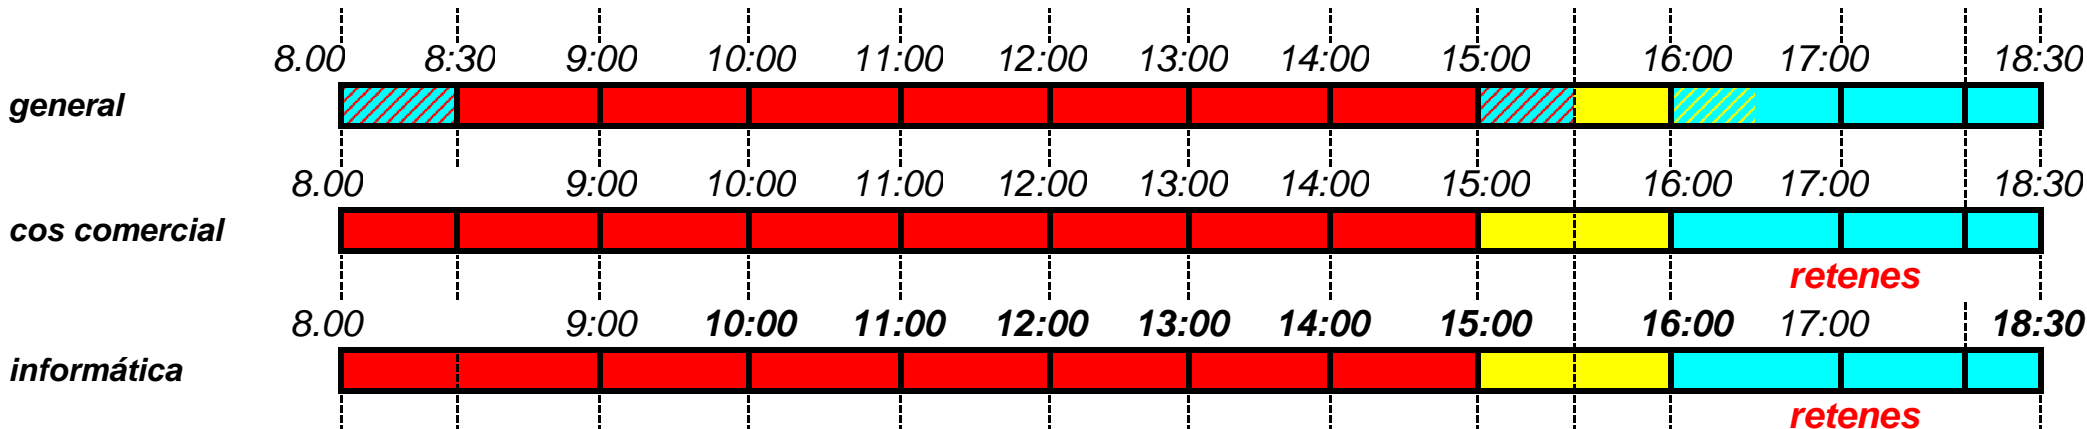 8.00 8:30 9:00 10:00 11:00 12:00 13:00 14:00 15:00 16:00 17:00 18:30
general
8.00 9:00 10:00 11:00 12:00 13:00 14:00 15:00 16:00 17:00 18:30
cos comercial
retenes
8.00 9:00 10:00 11:00 12:00 13:00 14:00 15:00 16:00 17:00 18:30
informática
retenes